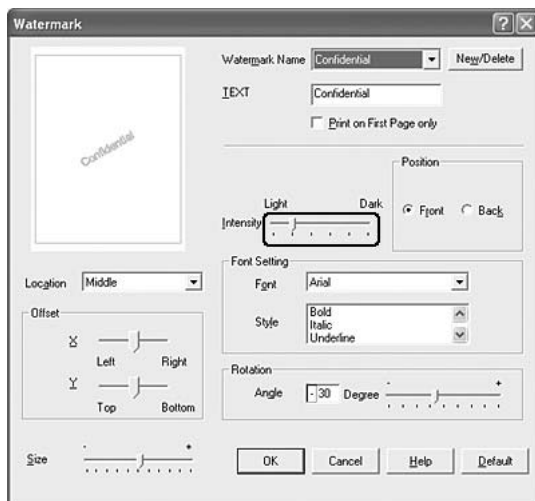 Watermark
Watermark Name Confidential New/Delete
TEXT Confidential
Print on First Page only
Confidential
Position
Light Dark
Intensity
Front Back
Location Middle
Font Setting
Font Arial
Style Bold
Italic
Underline
Offset
X
Left Right
Y
Top Bottom
Rotation
Angle -30 Degree - +
Size - +
OK Cancel Help Default